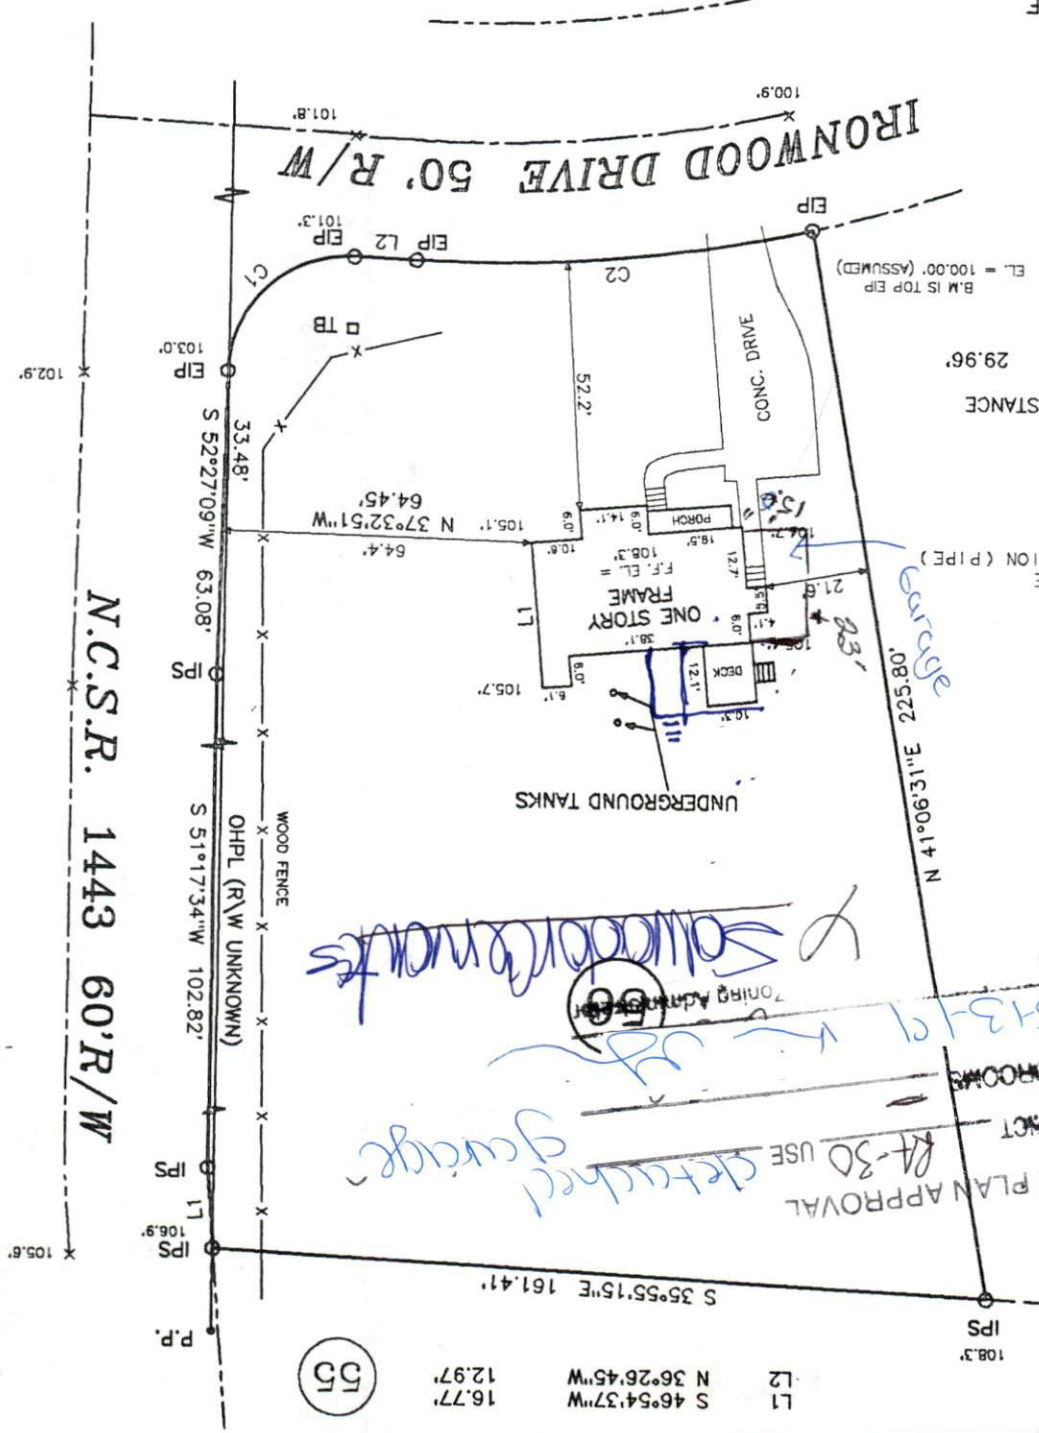 L1 S 46°54'37"W 16.77'
L2 N 36°26'45"W 12.97'
55
108.3'
IPS
P.P.
S 35°55'15"E 161.41'
IPS
106.9'
L1
IPS
105.6'
PLAN APPROVAL
RA-30 USE detached
garage
Zoning Administrator
56
N 41°06'31"E 225.80'
S 51°17'34"W 102.82'
OHPL (R\W UNKNOWN)
WOOD FENCE
N.C.S.R. 1443 60'R/W
UNDERGROUND TANKS
10.3'
DECK
12.1'
6.1'
105.7'
6.0'
38.1'
IPS
garage
23'
21.6'
4.1'
6.0'
ONE STORY
FRAME
F.F. EL =
108.3'
L7
12.7'
19.5'
PORCH
15.6"
6.0'
14.1'
6.0'
10.6'
105.1'
64.4'
N 37°32'51"W
64.45'
S 52°27'09"W 63.08'
33.48'
(PIPE)
STANCE
29.96'
CONC. DRIVE
52.2'
EIP
103.0'
102.9'
TB
B.M IS TOP EIP
EL = 100.00' (ASSUMED)
C2
C1
EIP
EIP
L2
EIP
101.3'
IRONWOOD DRIVE 50' R/W
100.9'
101.8'